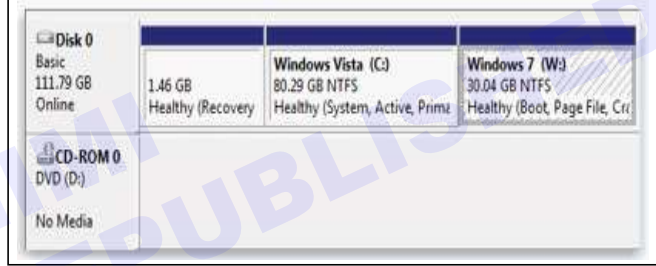 Disk 0
Basic
111.79 GB
Online
1.46 GB
Healthy (Recovery
Windows Vista (C:)
80.29 GB NTFS
Healthy (System, Active, Prima
Windows 7 (W:)
30.04 GB NTFS
Healthy (Boot, Page File, Cra
CD-ROM 0
DVD (D:)
No Media